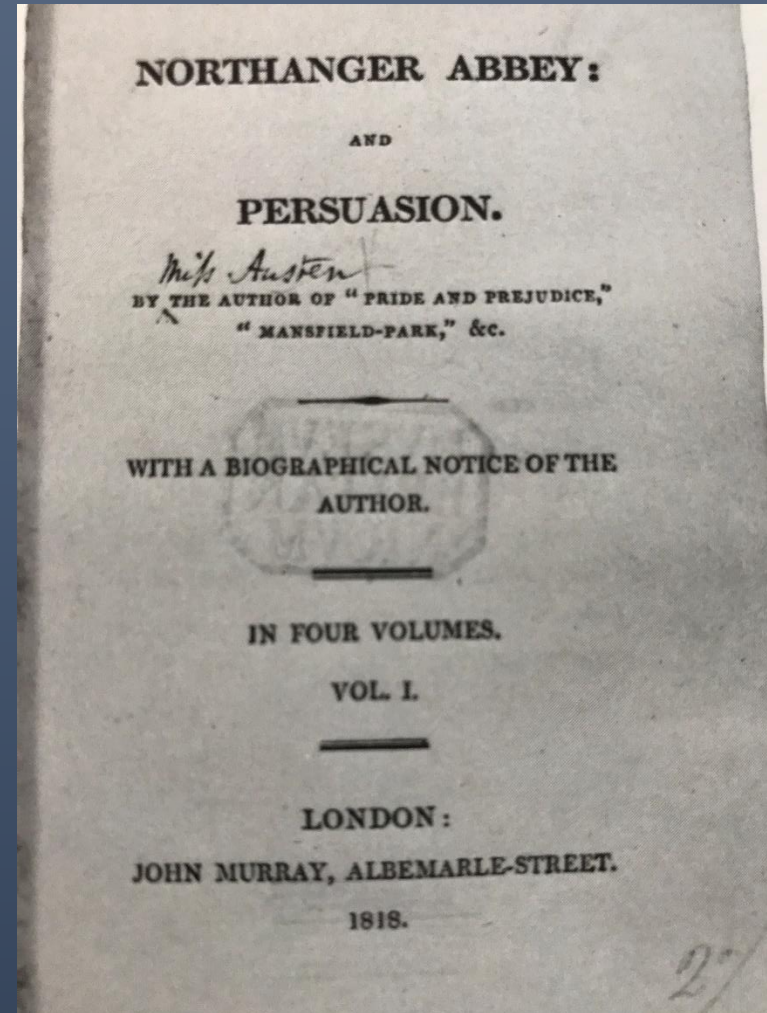 NORTHANGER ABBEY:
AND
PERSUASION.
Miss Austen
BY THE AUTHOR OF “ PRIDE AND PREJUDICE,”
“ MANSFIELD-PARK,” &c.
WITH A BIOGRAPHICAL NOTICE OF THE
AUTHOR.
IN FOUR VOLUMES.
VOL. I.
LONDON:
JOHN MURRAY, ALBEMARLE-STREET.
1818.